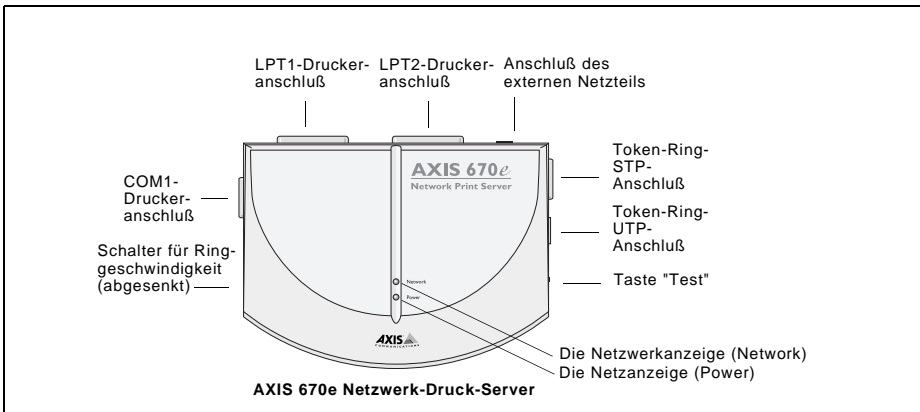 LPT1-Drucker-
anschluß
LPT2-Drucker-
anschluß
Anschluß des
externen Netzteils
COM1-
Drucker-
anschluß
Schalter für Ring-
geschwindigkeit
(abgesenkt)
AXIS 670e
Network Print Server
Network
Power
AXIS
COMMUNICATIONS
Token-Ring-
STP-
Anschluß
Token-Ring-
UTP-
Anschluß
Taste "Test"
Die Netzwerkanzeige (Network)
Die Netzanzeige (Power)
AXIS 670e Netzwerk-Druck-Server